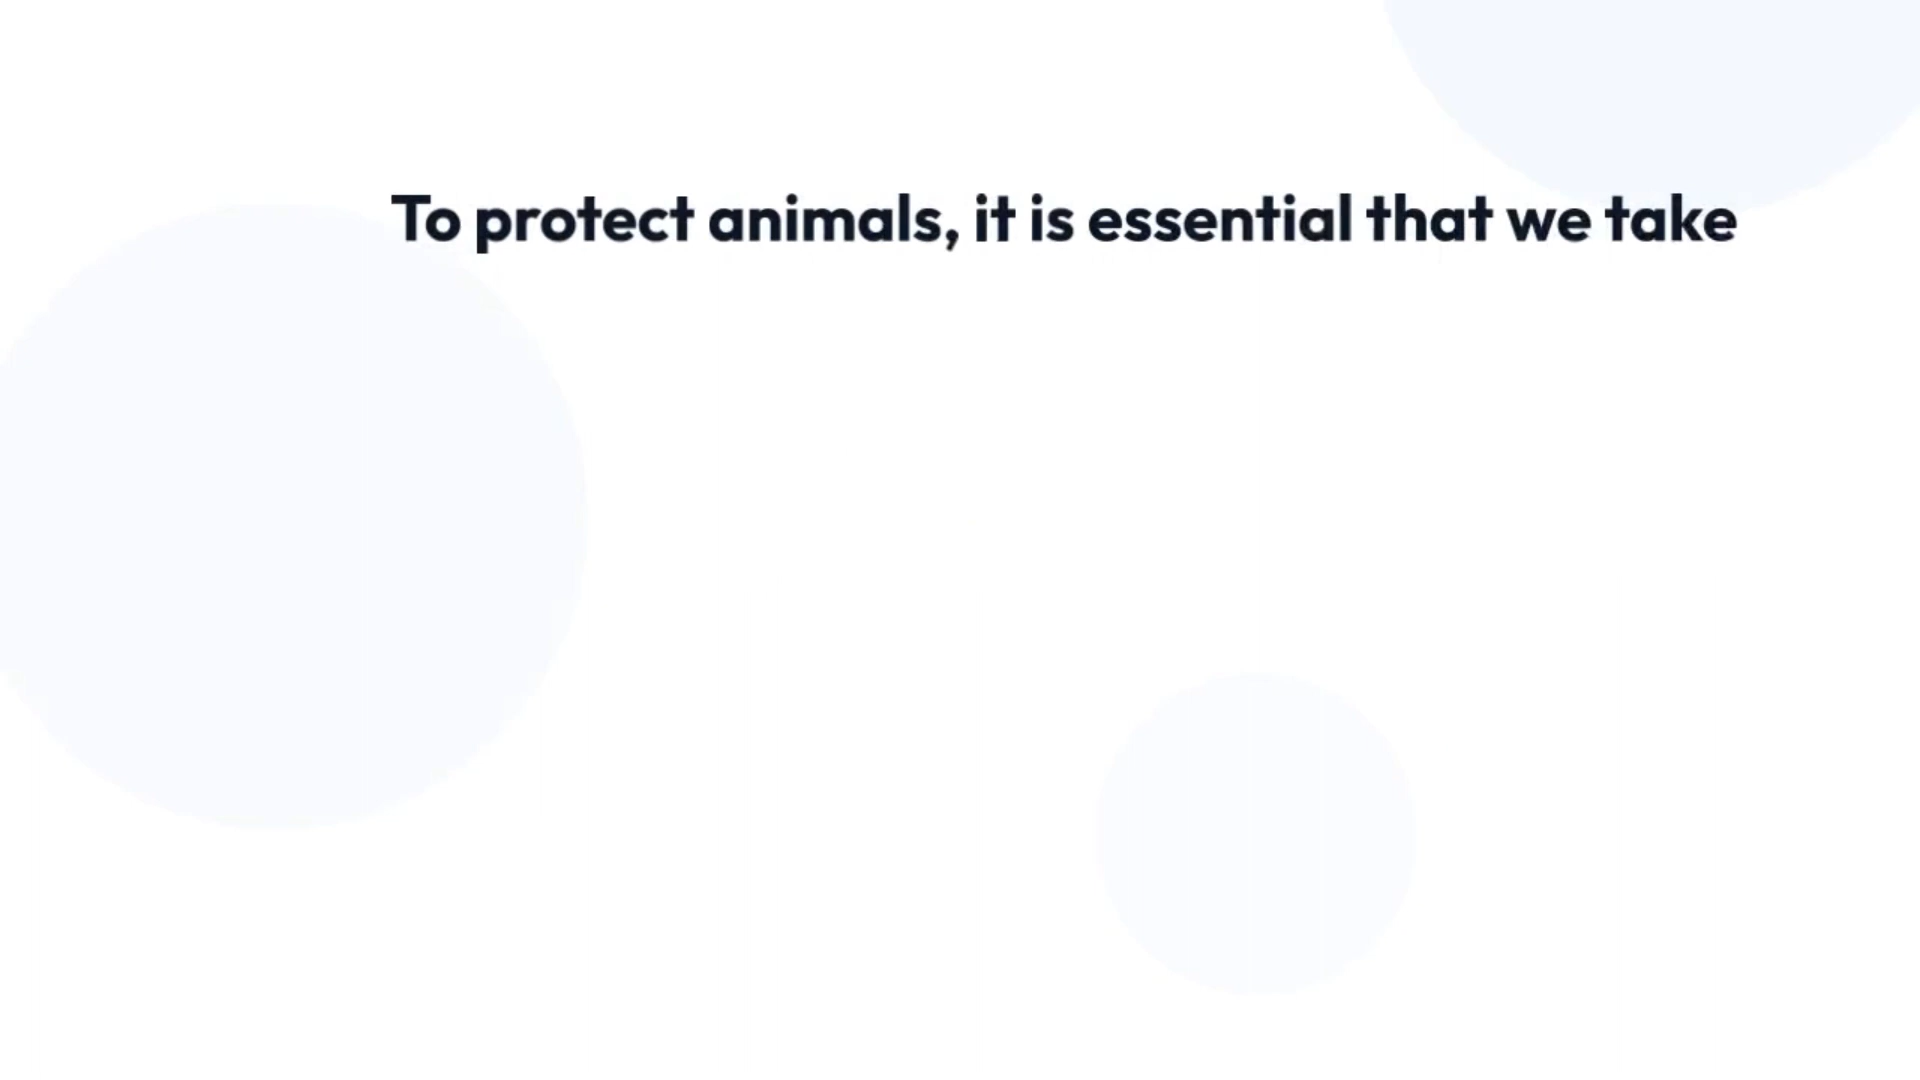 To protect animals, it is essential that we take